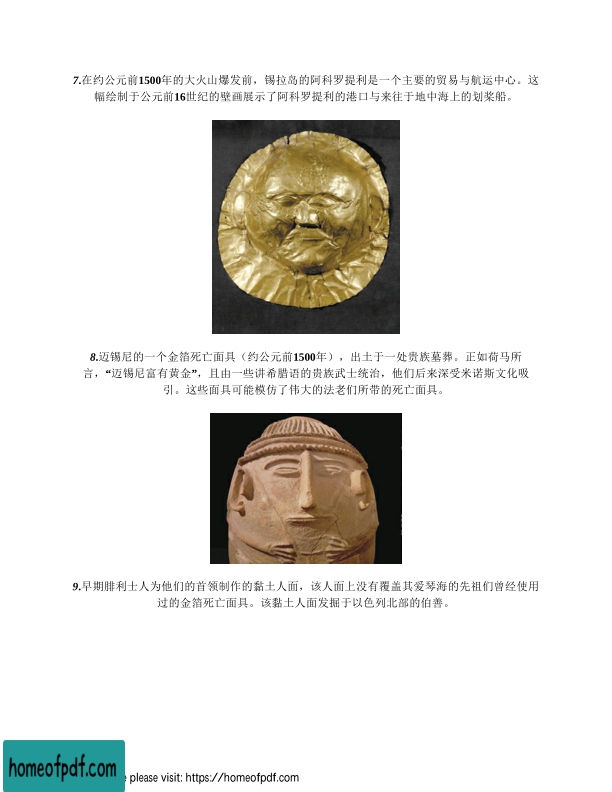 7.在约公元前1500年的大火山爆发前，锡拉岛的阿科罗提利是一个主要的贸易与航运中心。这
幅绘制于公元前16世纪的壁画展示了阿科罗提利的港口与来往于地中海上的划桨船。
8.迈锡尼的一个金箔死亡面具（约公元前1500年），出土于一处贵族墓葬。正如荷马所
言，“迈锡尼富有黄金”，且由一些讲希腊语的贵族武士统治，他们后来深受米诺斯文化吸
引。这些面具可能模仿了伟大的法老们所带的死亡面具。
9.早期腓利士人为他们的首领制作的黏土人面，该人面上没有覆盖其爱琴海的先祖们曾经使用
过的金箔死亡面具。该黏土人面发掘于以色列北部的伯善。
homeofpdf.com
e please visit: https://homeofpdf.com